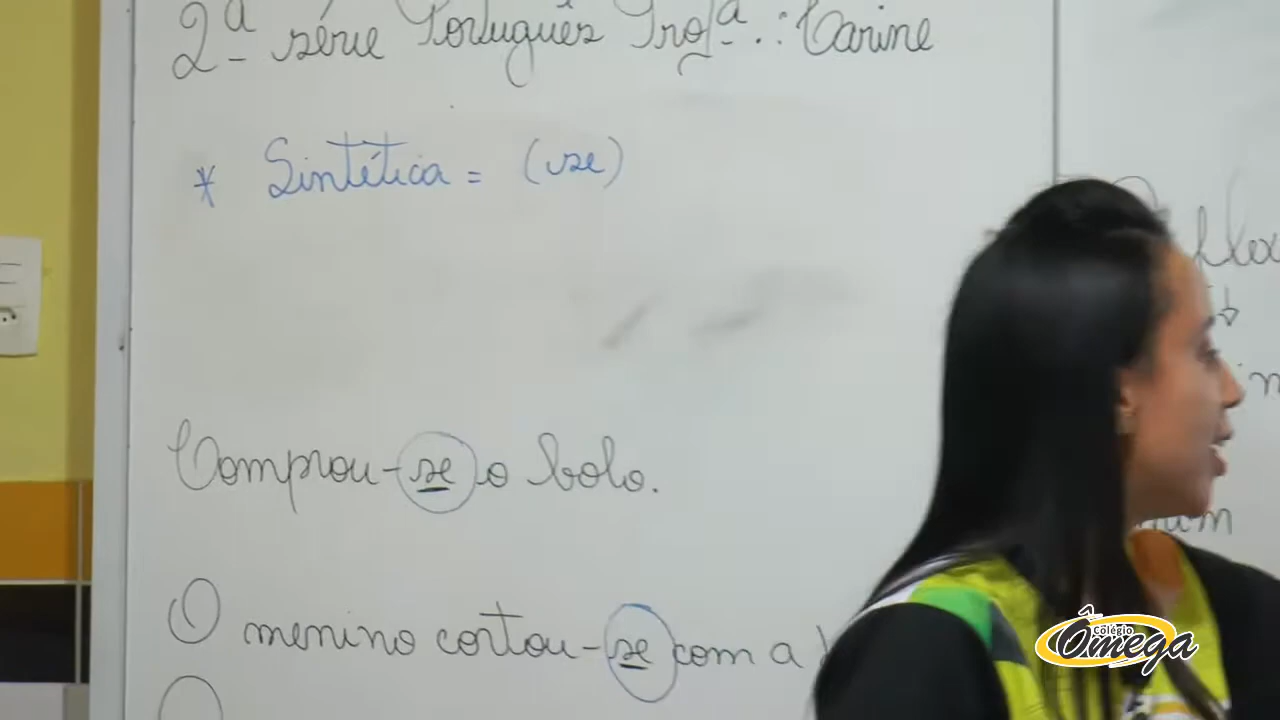 2ª série Português Profª.: Carine
* Sintética = (se)
Comprou-se o bolo.
O menino cortou-se com a
Colégio
Ômega